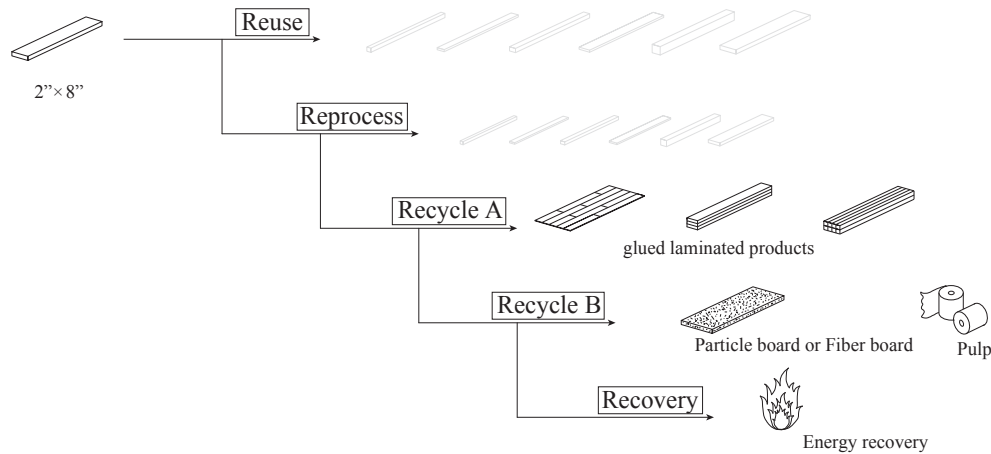 Reuse
2”× 8”
Reprocess
Recycle A
glued laminated products
Recycle B
Particle board or Fiber board
Pulp
Recovery
Energy recovery